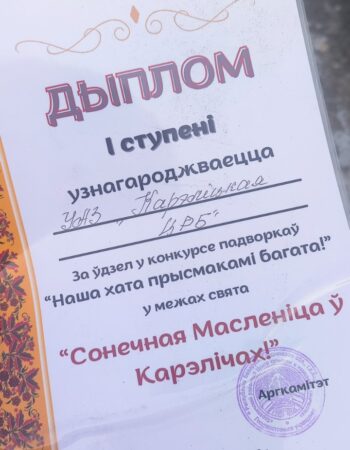 ДЫПЛОМ
I ступені
узнагароджваецца
УАЗ "Карэліцкая
ЦРБ"
За ўдзел у конкурсе падворкаў
"Наша хата прысмакамі багата!"
у межах свята
"Сонечная Масленіца ў
Карэлічах!"
Аргкамітэт